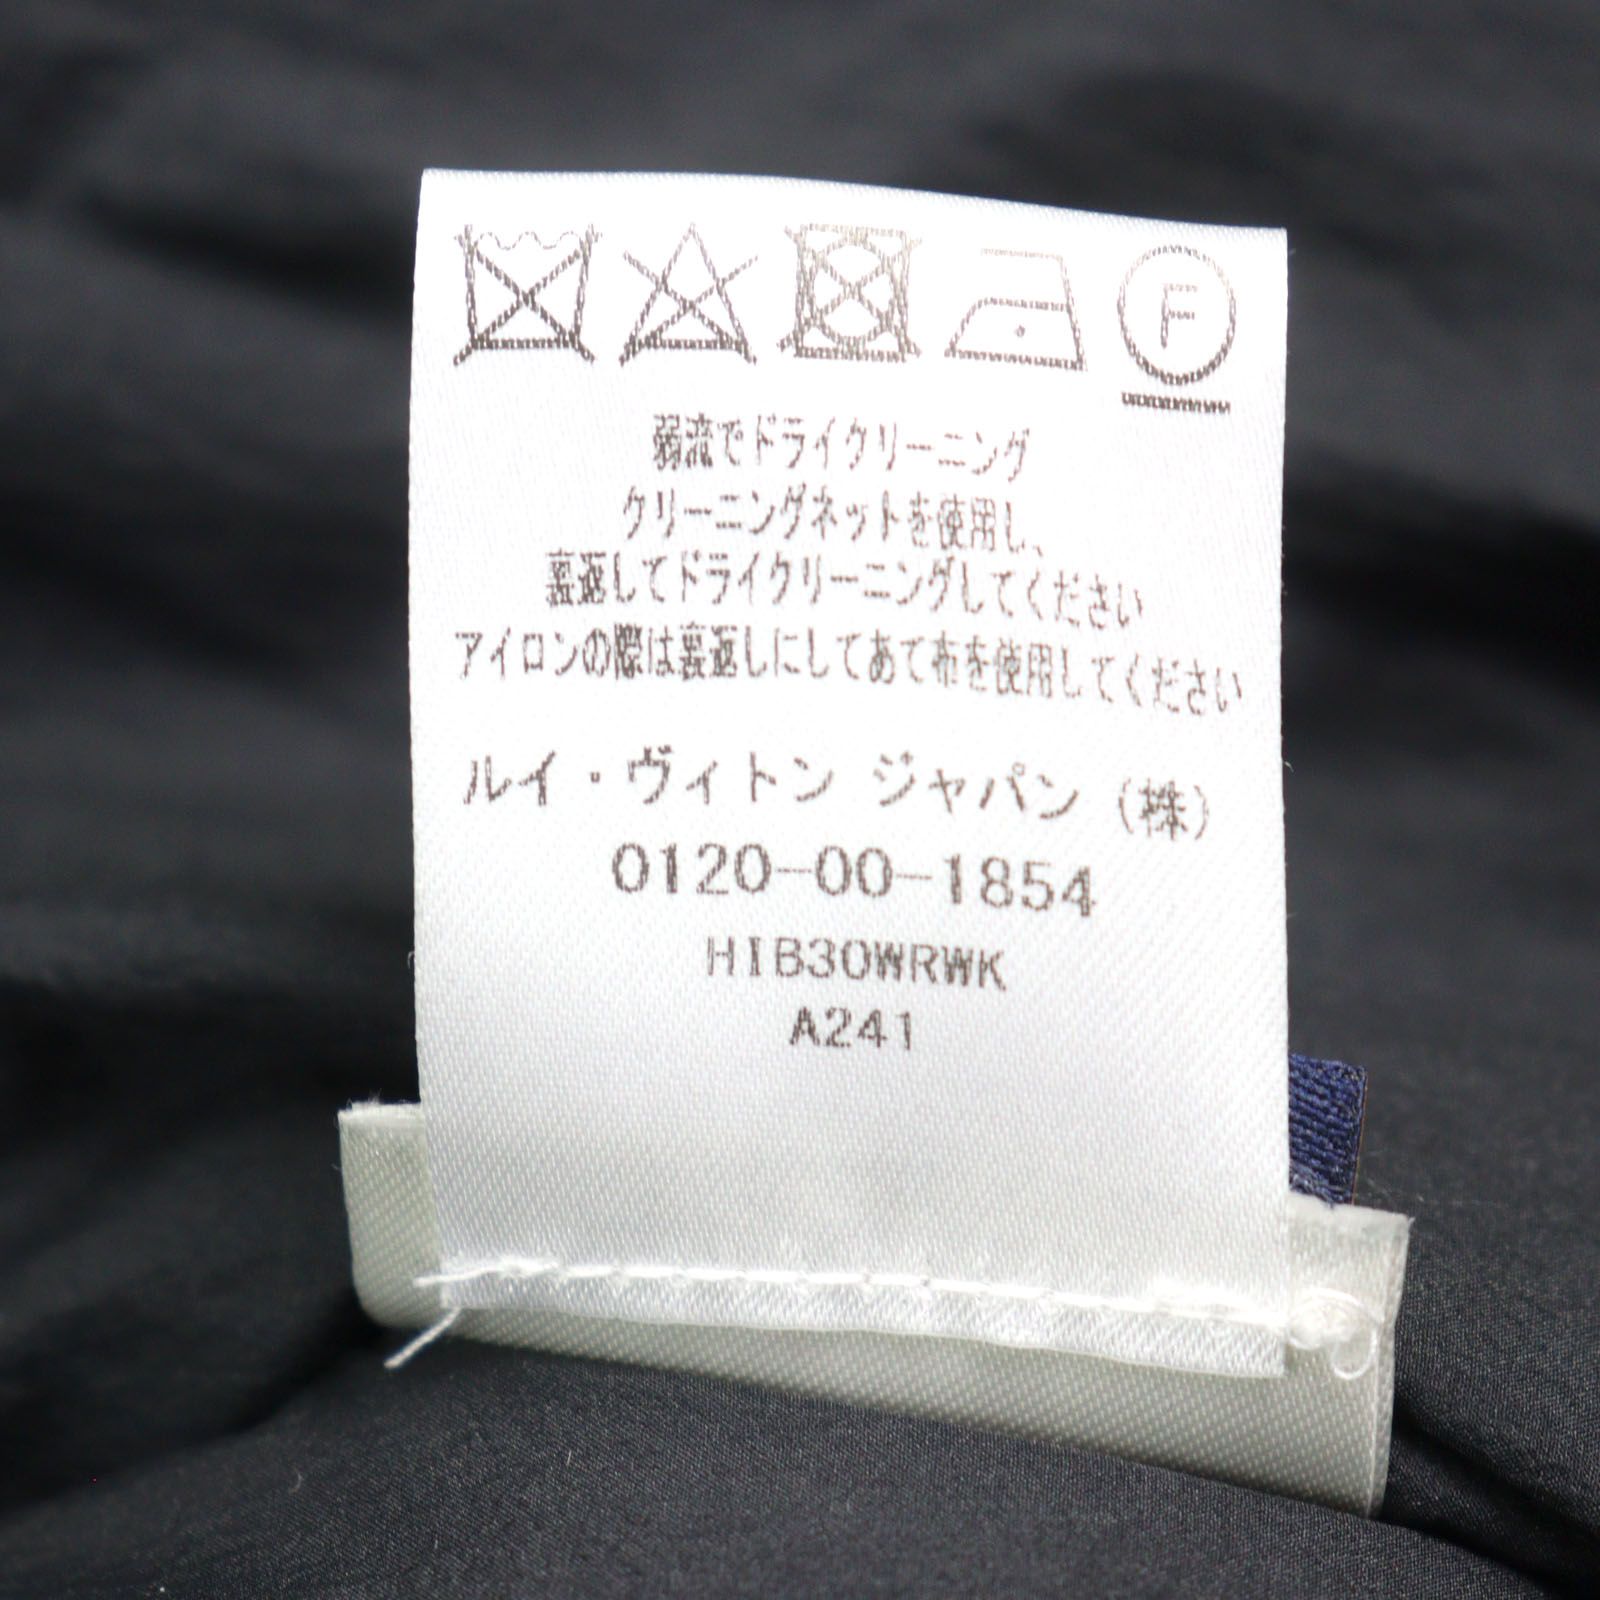 F
弱流でドライクリーニング
クリーニングネットを使用し、
裏返してドライクリーニングしてください
アイロンの際は裏返しにしてあて布を使用してください
ルイ・ヴィトン ジャパン (株)
0120-00-1854
HIB30WRWK
A241